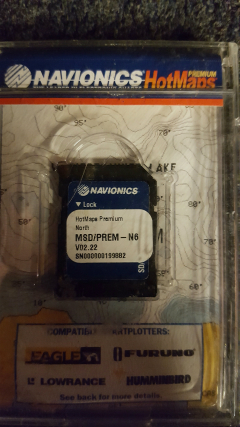 NAVIONICS HotMaps PREMIUM
LAKE
NAVIONICS
Lock
HotMaps Premium
North
MSD/PREM-N6
V02.22
SD
COMPATIBLE CHARTPLOTTERS:
EAGLE FURUNO
LOWRANCE HUMMINBIRD
See back for more details.